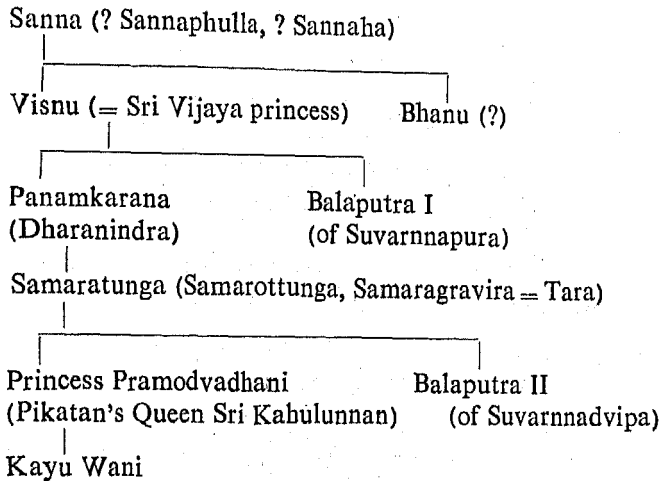 Sanna (? Sannaphulla, ? Sannaha)
Visnu (= Sri Vijaya princess) Bhanu (?)
Panamkarana Balaputra I
(Dharanindra) (of Suvarnnapura)
Samaratunga (Samarottunga, Samaragravira = Tara)
Princess Pramodvadhani Balaputra II
(Pikatan's Queen Sri Kabulunnan) (of Suvarnnadvipa)
Kayu Wani